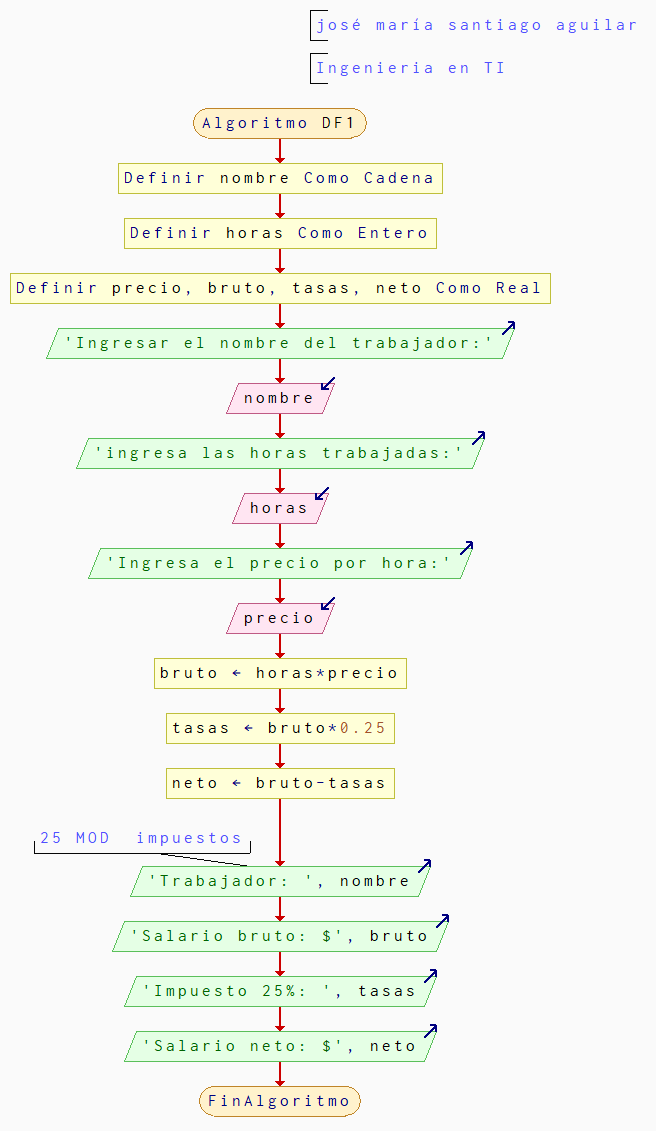 josé maría santiago aguilar
Ingenieria en TI
Algoritmo DF1
Definir nombre Como Cadena
Definir horas Como Entero
Definir precio, bruto, tasas, neto Como Real
'Ingresar el nombre del trabajador:'
nombre
'ingresa las horas trabajadas:'
horas
'Ingresa el precio por hora:'
precio
bruto ← horas*precio
tasas ← bruto*0.25
neto ← bruto-tasas
25 MOD  impuestos
'Trabajador: ', nombre
'Salario bruto: $', bruto
'Impuesto 25%: ', tasas
'Salario neto: $', neto
FinAlgoritmo